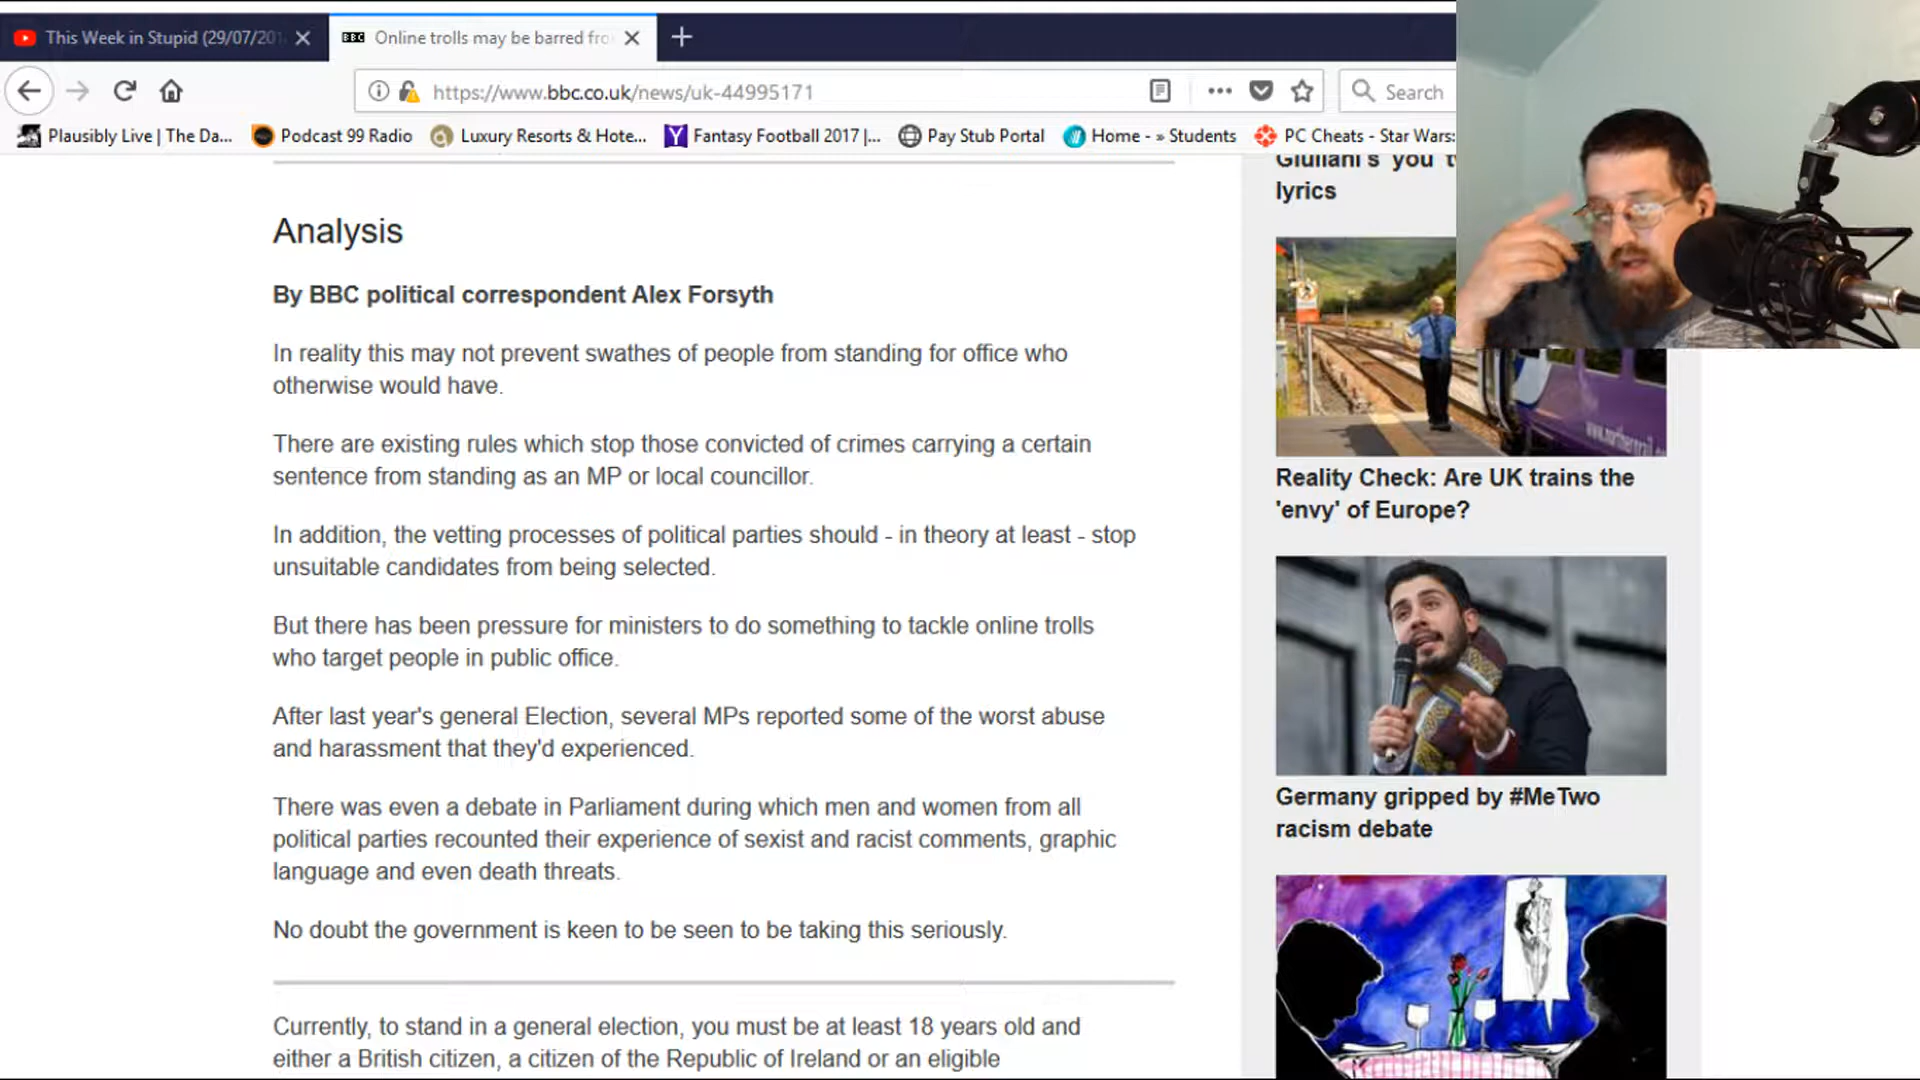 This Week in Stupid (29/07/201
BBC Online trolls may be barred fro
https://www.bbc.co.uk/news/uk-44995171
Search
Plausibly Live | The Da...
Podcast 99 Radio
Luxury Resorts & Hote...
Fantasy Football 2017 |...
Pay Stub Portal
Home - » Students
PC Cheats - Star Wars:
Analysis
By BBC political correspondent Alex Forsyth
In reality this may not prevent swathes of people from standing for office who
otherwise would have.
There are existing rules which stop those convicted of crimes carrying a certain
sentence from standing as an MP or local councillor.
In addition, the vetting processes of political parties should - in theory at least - stop
unsuitable candidates from being selected.
But there has been pressure for ministers to do something to tackle online trolls
who target people in public office.
After last year's general Election, several MPs reported some of the worst abuse
and harassment that they'd experienced.
There was even a debate in Parliament during which men and women from all
political parties recounted their experience of sexist and racist comments, graphic
language and even death threats.
No doubt the government is keen to be seen to be taking this seriously.
Currently, to stand in a general election, you must be at least 18 years old and
either a British citizen, a citizen of the Republic of Ireland or an eligible
Giuliani's 'you t
lyrics
Reality Check: Are UK trains the
'envy' of Europe?
Germany gripped by #MeTwo
racism debate